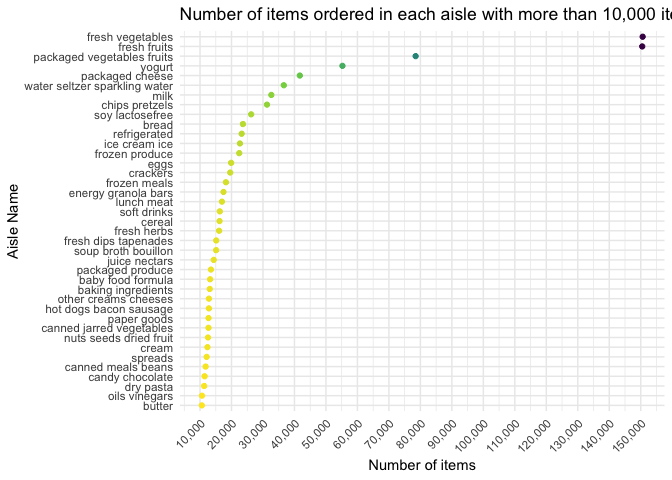 Number of items ordered in each aisle with more than 10,000 ite
fresh vegetables
fresh fruits
packaged vegetables fruits
yogurt
packaged cheese
water seltzer sparkling water
milk
chips pretzels
soy lactosefree
bread
refrigerated
ice cream ice
frozen produce
eggs
crackers
frozen meals
energy granola bars
lunch meat
soft drinks
cereal
fresh herbs
fresh dips tapenades
soup broth bouillon
juice nectars
packaged produce
baby food formula
baking ingredients
other creams cheeses
hot dogs bacon sausage
paper goods
canned jarred vegetables
nuts seeds dried fruit
cream
spreads
canned meals beans
candy chocolate
dry pasta
oils vinegars
butter
Aisle Name
10,000
20,000
30,000
40,000
50,000
60,000
70,000
80,000
90,000
100,000
110,000
120,000
130,000
140,000
150,000
Number of items